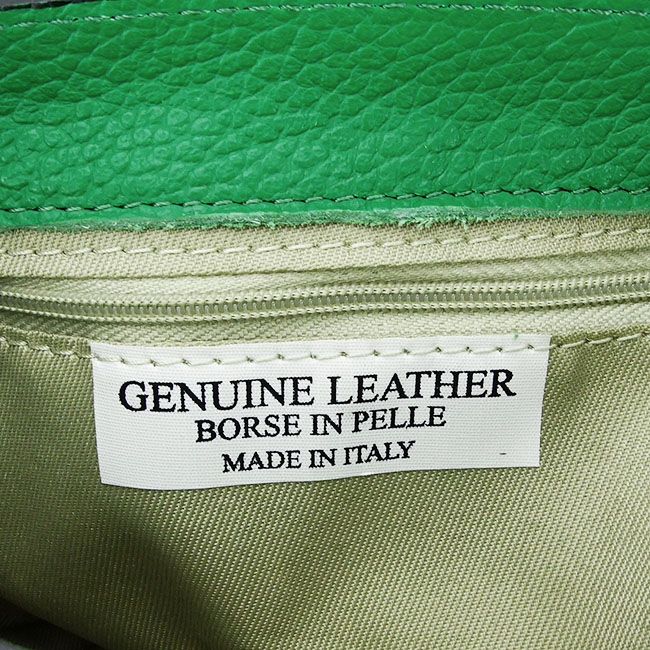 GENUINE LEATHER
BORSE IN PELLE
MADE IN ITALY